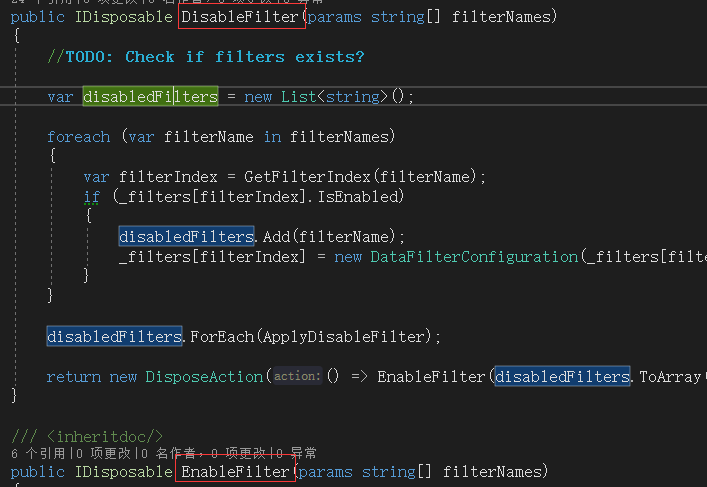 24 个引用|0 项更改|0 名作者, 0 项更改|0 异常
public IDisposable DisableFilter(params string[] filterNames)
{
//TODO: Check if filters exists?
var disabledFilters = new List<string>();
foreach (var filterName in filterNames)
{
var filterIndex = GetFilterIndex(filterName);
if (_filters[filterIndex].IsEnabled)
{
disabledFilters.Add(filterName);
_filters[filterIndex] = new DataFilterConfiguration(_filters[filte
}
}
disabledFilters.ForEach(ApplyDisableFilter);
return new DisposeAction(action:() => EnableFilter(disabledFilters.ToArray(
}
/// <inheritdoc/>
6 个引用|0 项更改|0 名作者, 0 项更改|0 异常
public IDisposable EnableFilter(params string[] filterNames)
{